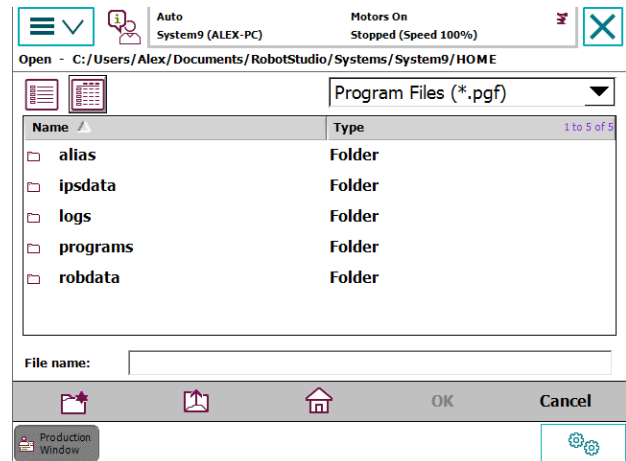 Auto
System9 (ALEX-PC)
Motors On
Stopped (Speed 100%)
Open - C:/Users/Alex/Documents/RobotStudio/Systems/System9/HOME
Program Files (*.pgf)
Name Type 1 to 5 of 5
alias Folder
ipsdata Folder
logs Folder
programs Folder
robdata Folder
File name:
OK Cancel
Production
Window